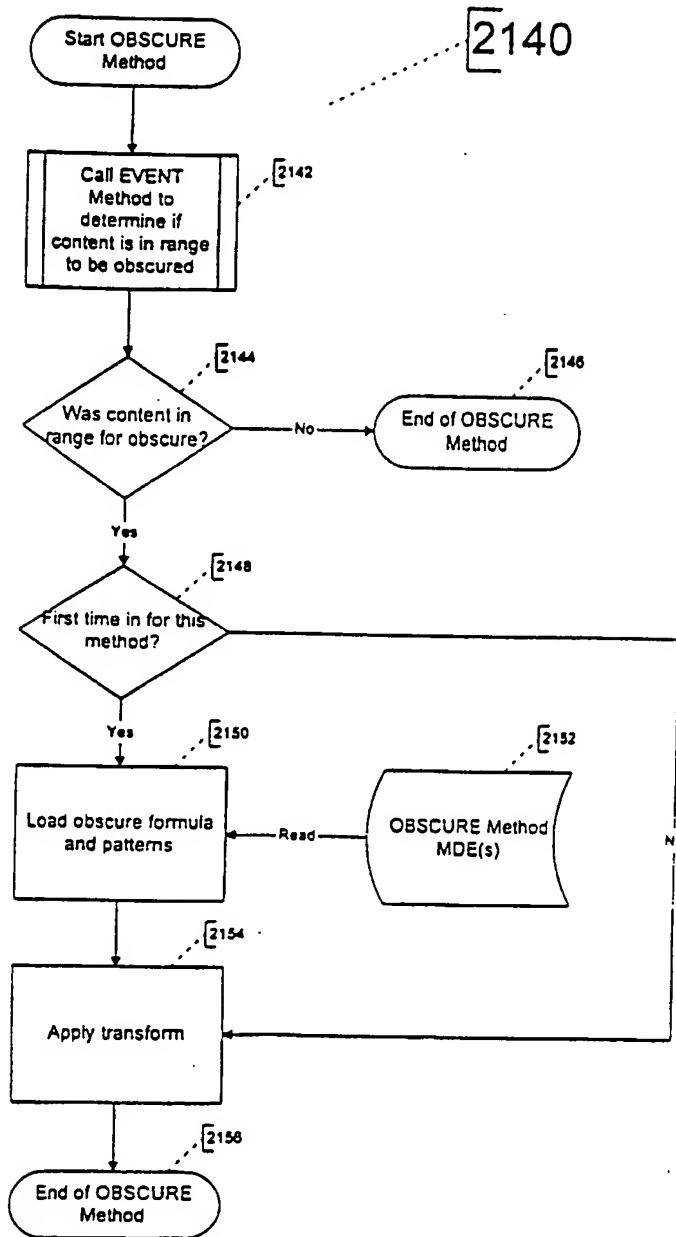 2140
Start OBSCURE
Method
2142
Call EVENT
Method to
determine if
content is in range
to be obscured
2144
Was content in
range for obscure?
No
2146
End of OBSCURE
Method
Yes
2148
First time in for this
method?
Yes
2150
Load obscure formula
and patterns
Read
2152
OBSCURE Method
MDE(s)
N
2154
Apply transform
2156
End of OBSCURE
Method